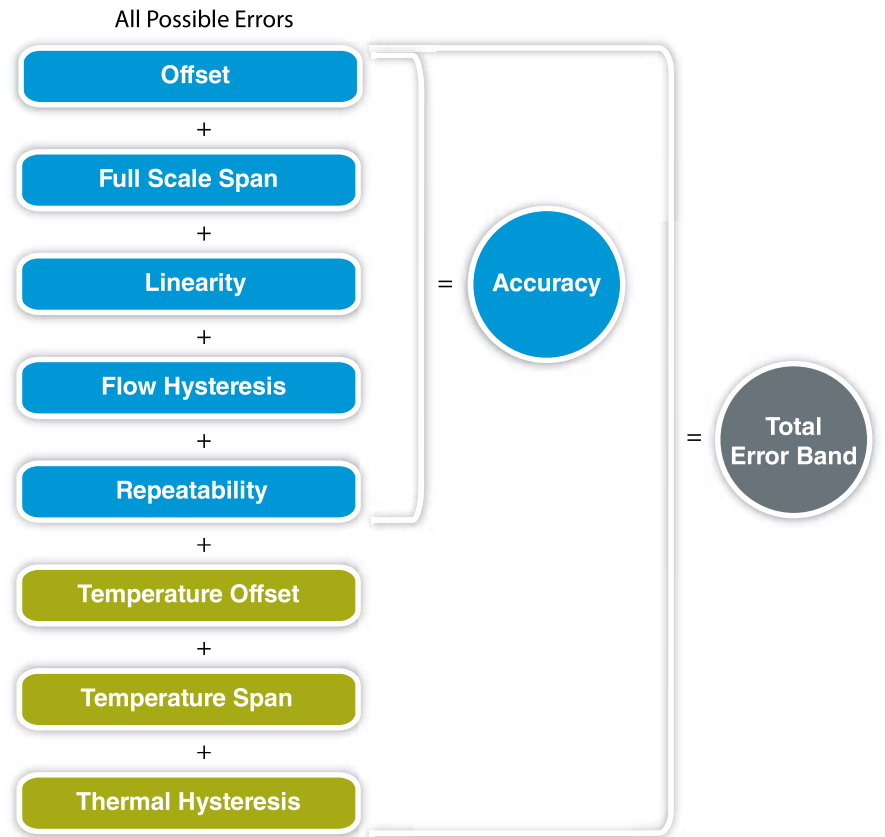 All Possible Errors
Offset
+
Full Scale Span
+
Linearity
+
= Accuracy
Flow Hysteresis
+
= Total
Error Band
Repeatability
+
Temperature Offset
+
Temperature Span
+
Thermal Hysteresis